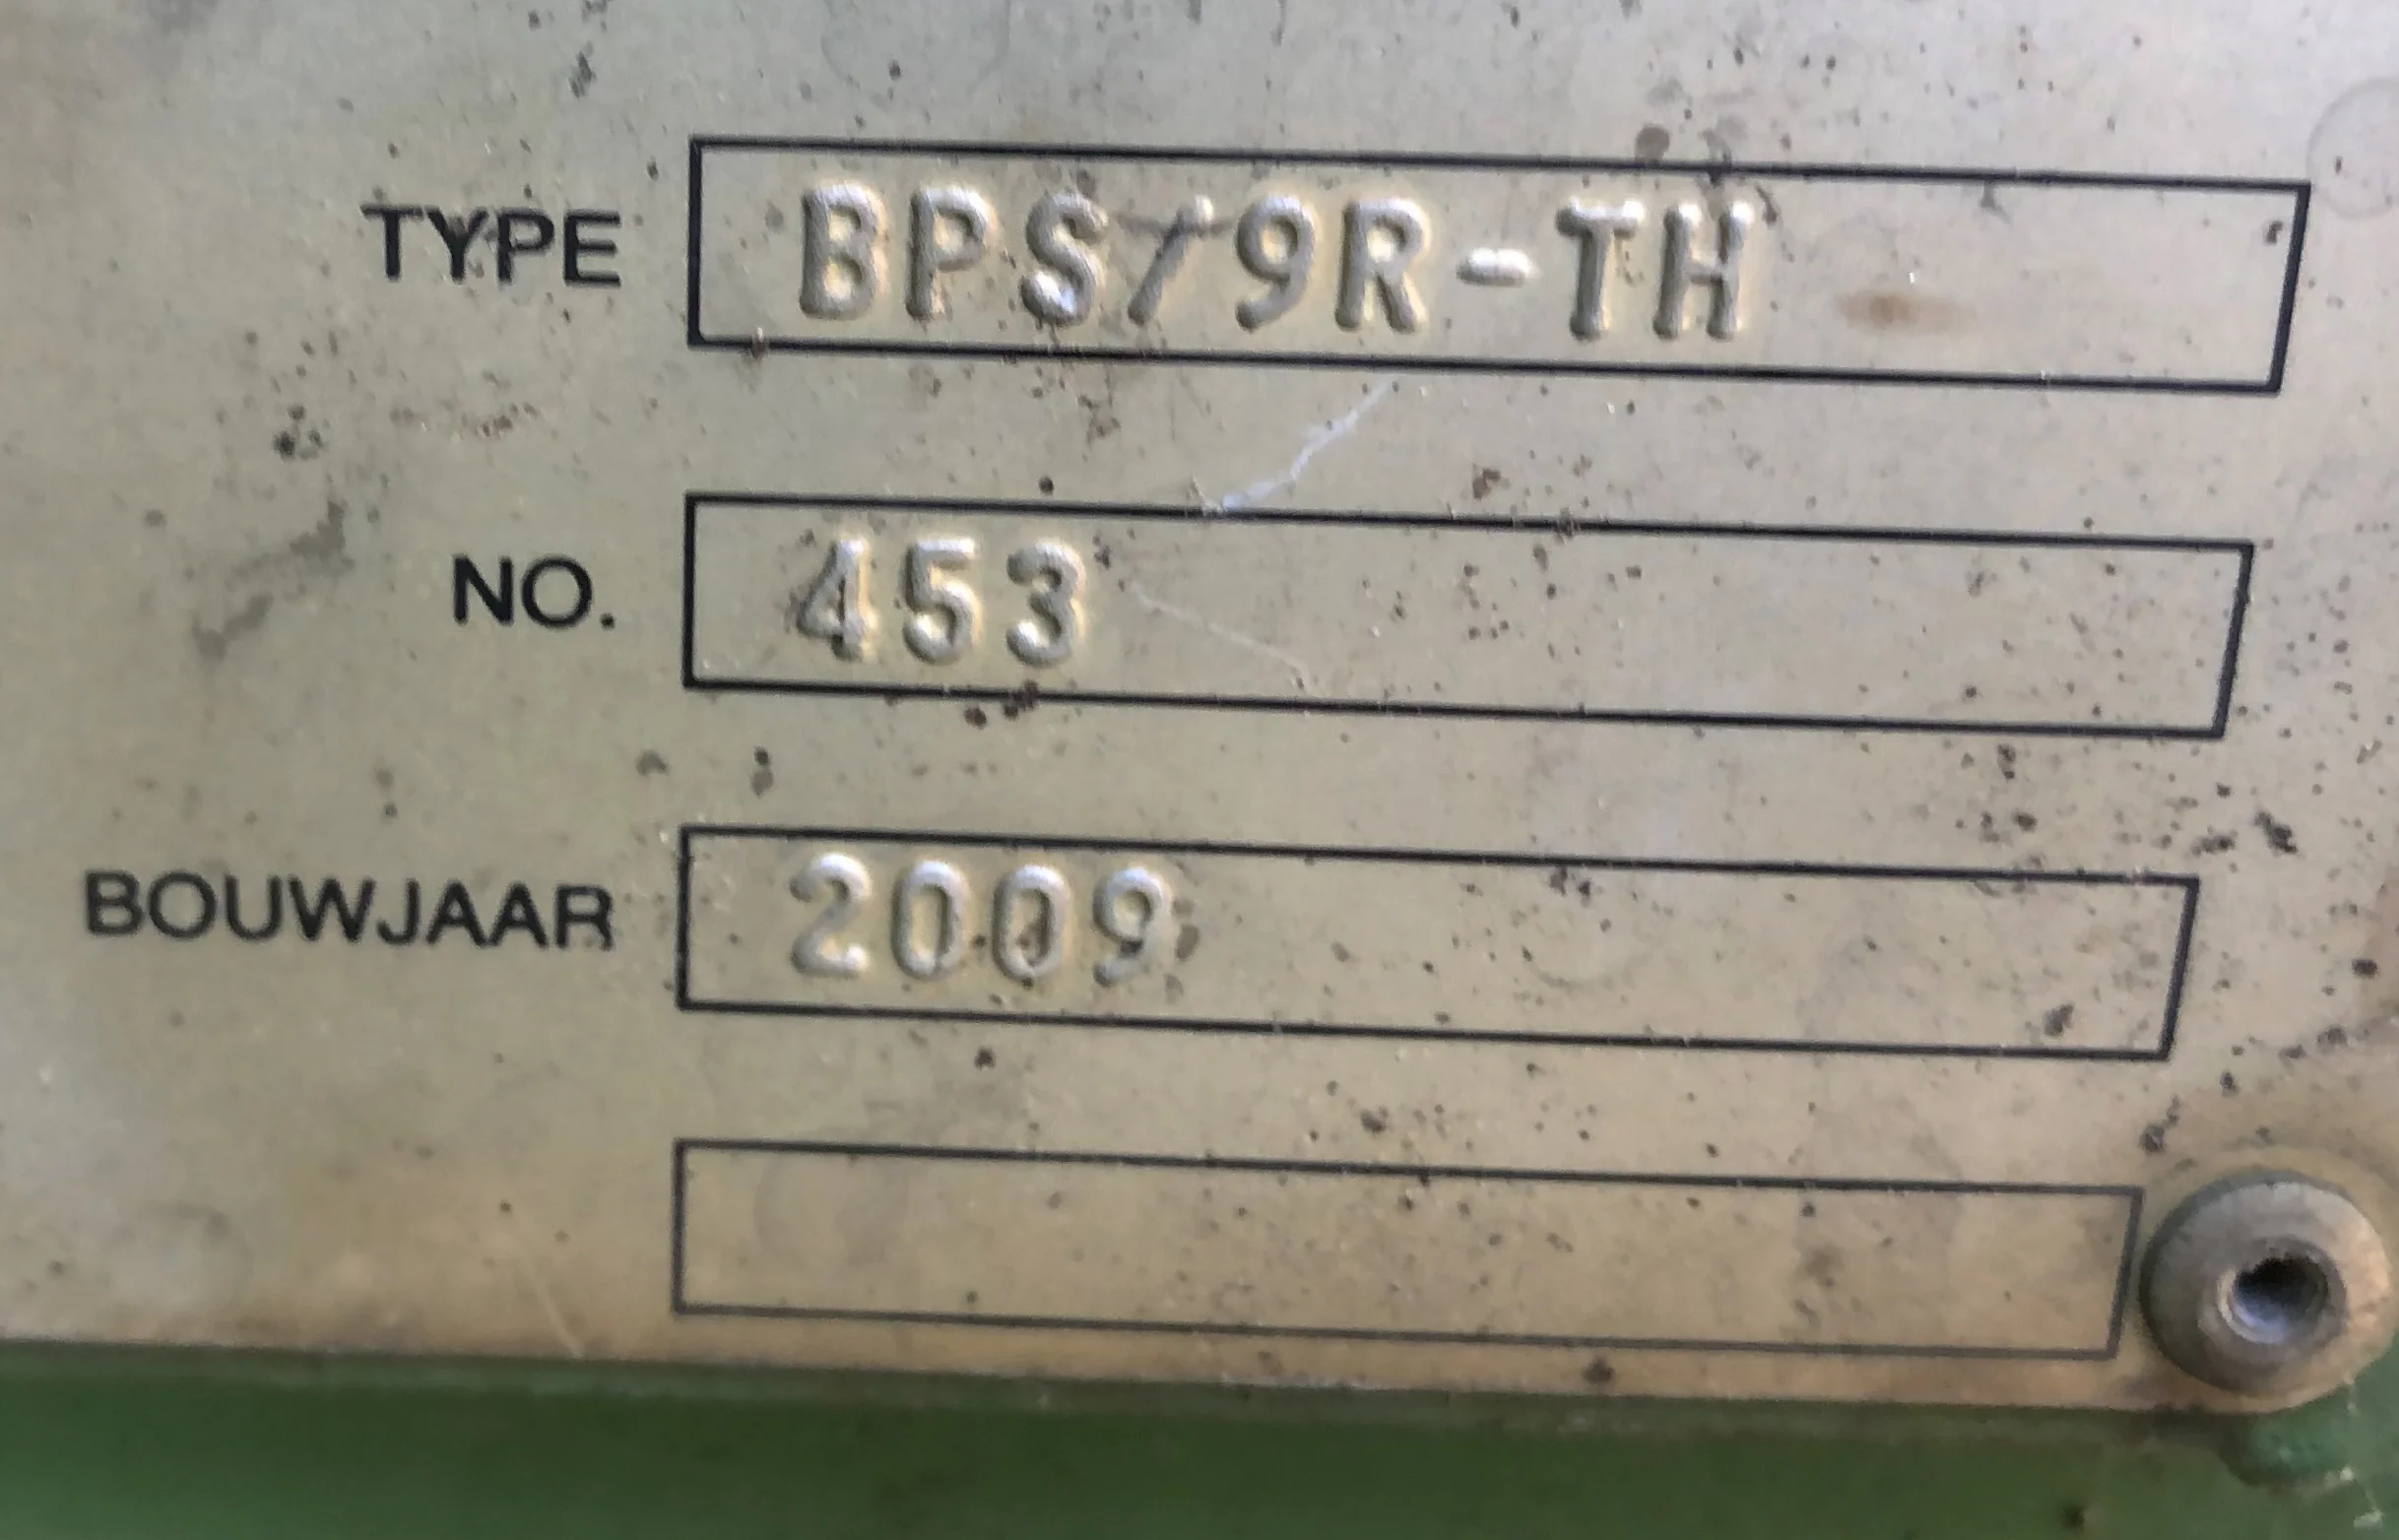 TYPE BPS/9R-TH
NO. 453
BOUWJAAR 2009